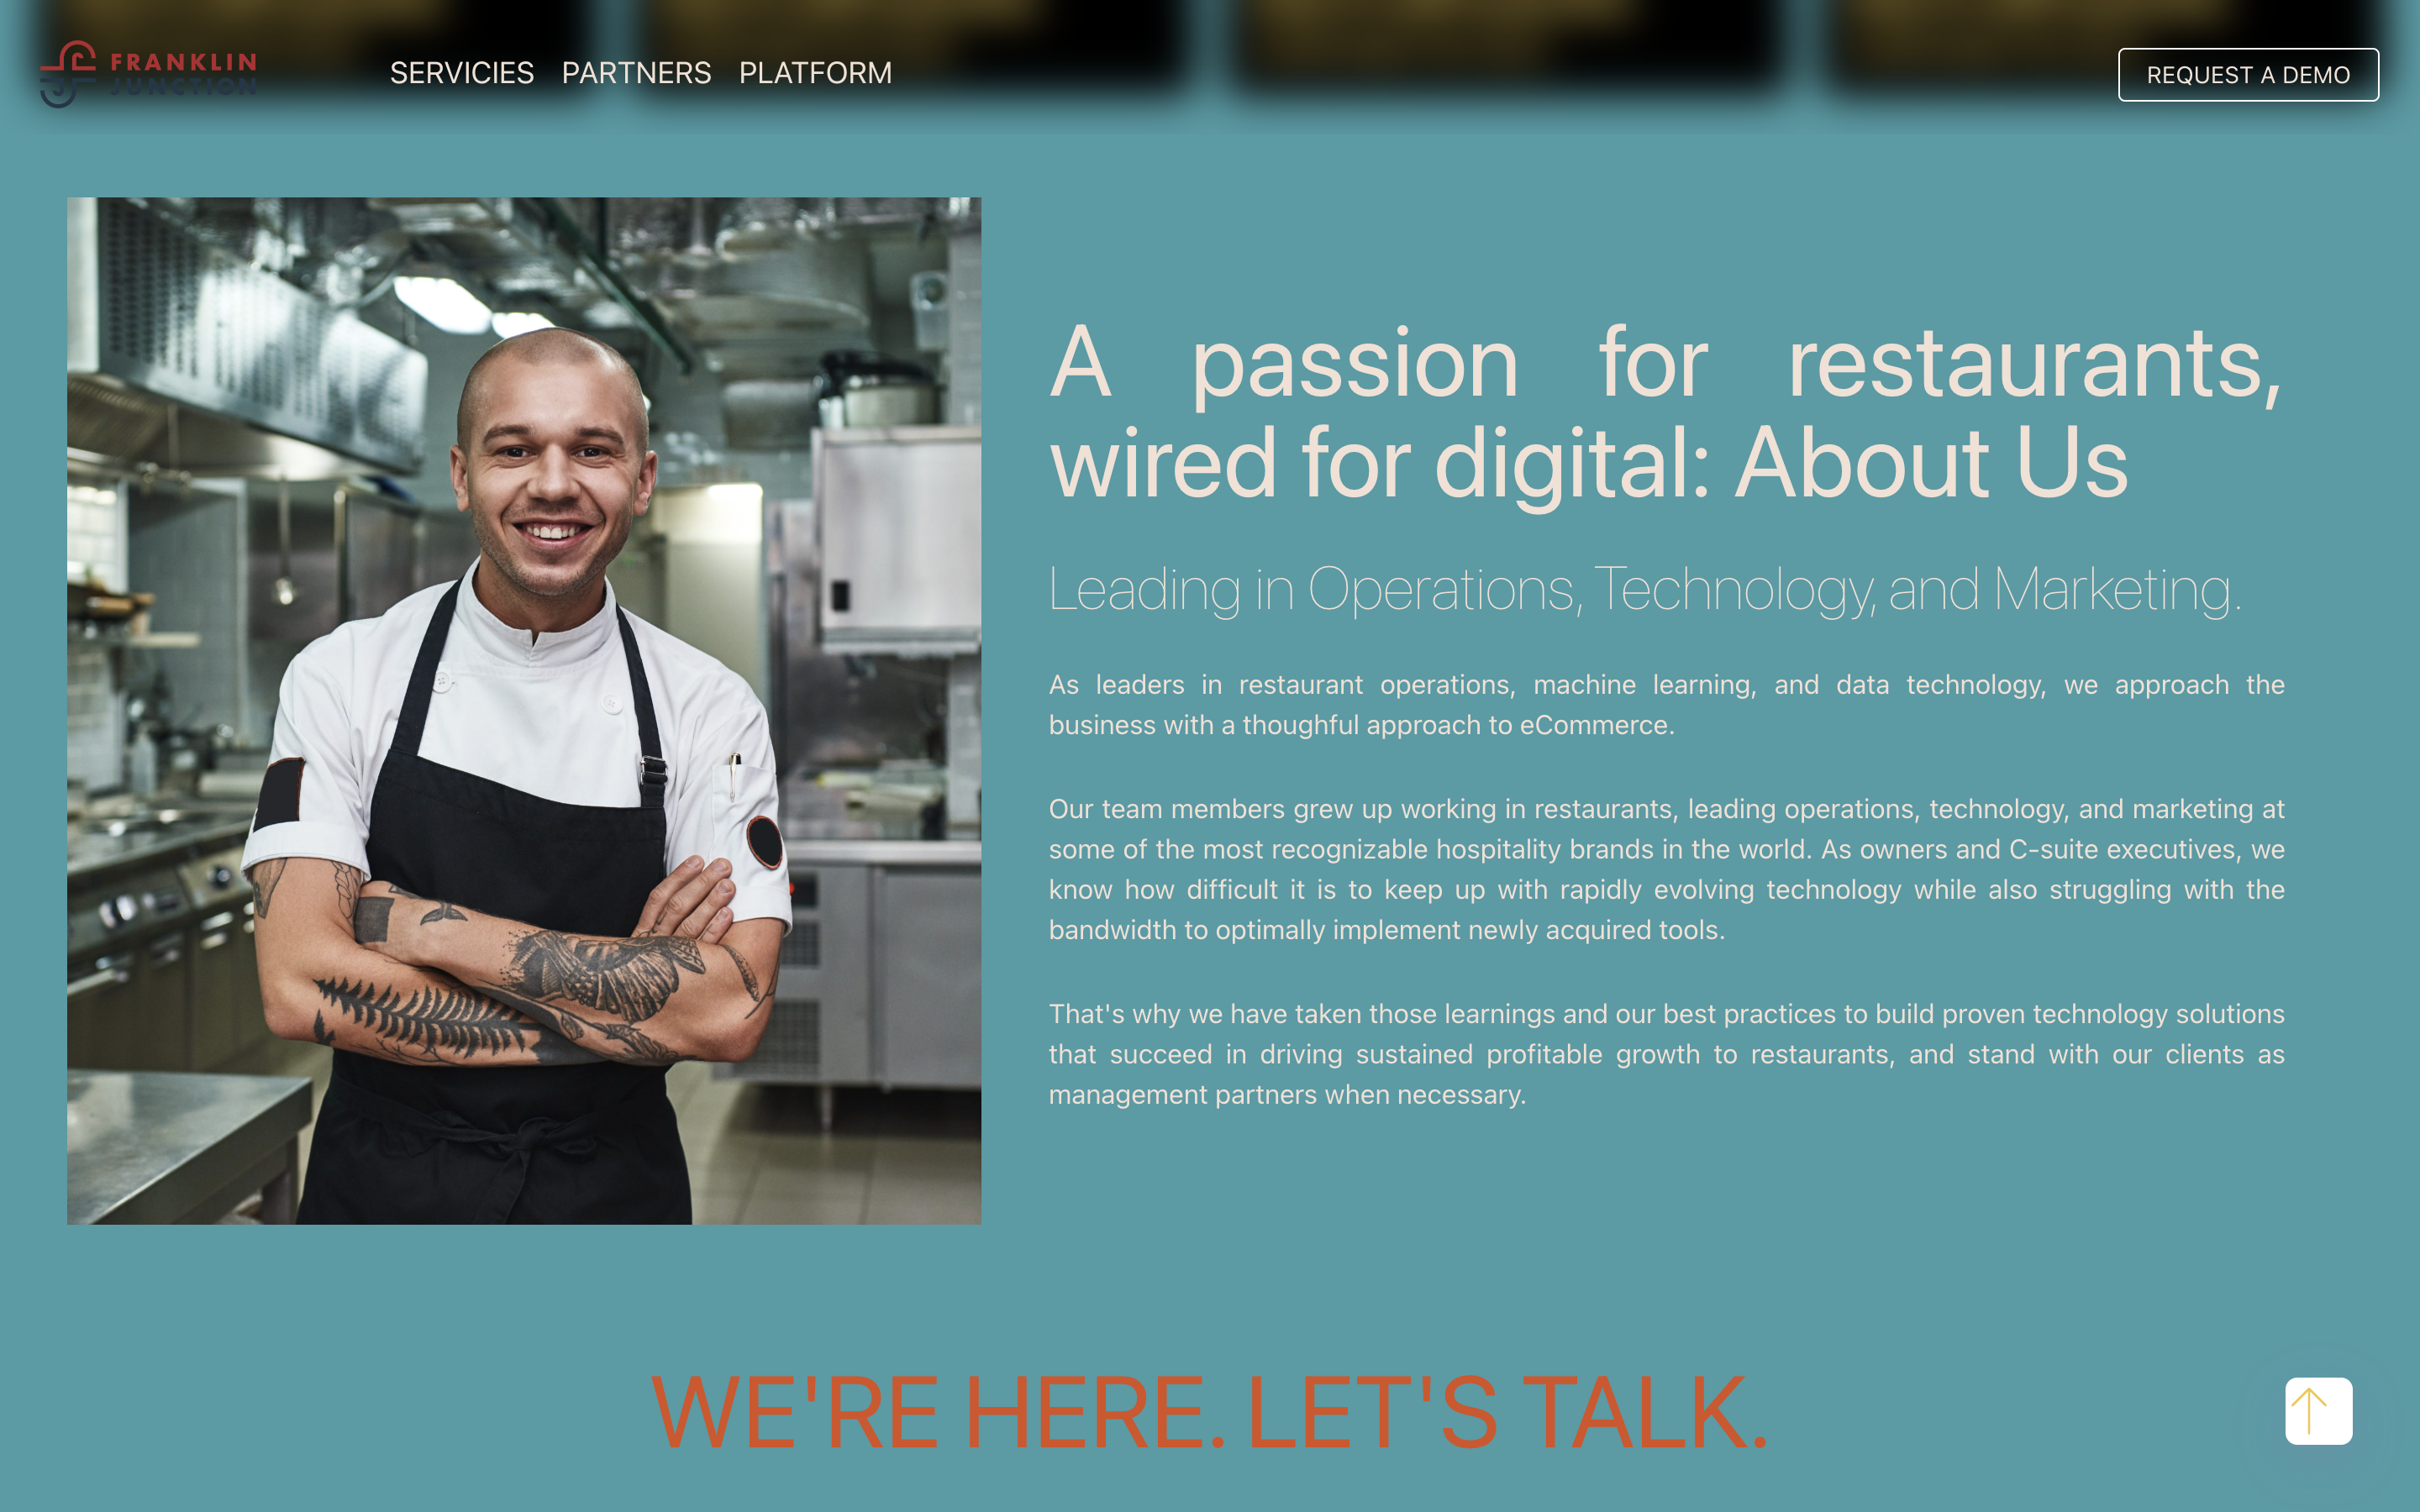 FRANKLIN
JUNCTION
SERVICIES PARTNERS PLATFORM
REQUEST A DEMO
A passion for restaurants,
wired for digital: About Us
Leading in Operations, Technology, and Marketing.
As leaders in restaurant operations, machine learning, and data technology, we approach the
business with a thoughtful approach to eCommerce.
Our team members grew up working in restaurants, leading operations, technology, and marketing at
some of the most recognizable hospitality brands in the world. As owners and C-suite executives, we
know how difficult it is to keep up with rapidly evolving technology while also struggling with the
bandwidth to optimally implement newly acquired tools.
That's why we have taken those learnings and our best practices to build proven technology solutions
that succeed in driving sustained profitable growth to restaurants, and stand with our clients as
management partners when necessary.
WE'RE HERE. LET'S TALK.